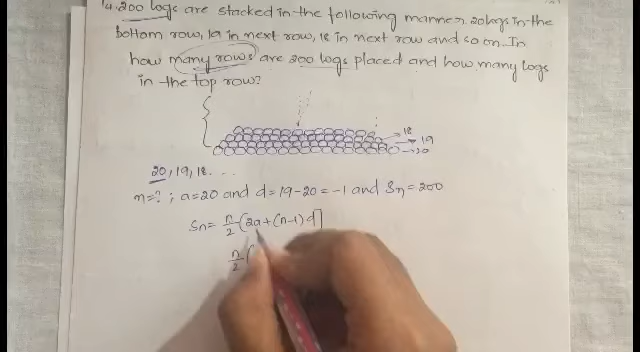 14. 200 logs are stacked in the following manner. 20 logs in the
bottom row, 19 in next row, 18 in next row and so on. In
how many rows are 200 logs placed and how many logs
in the top row?
18
19
20
20, 19, 18....
n=? ; a=20 and d=19-20=-1 and Sn=200
Sn= n/2 (2a+(n-1)d]
n/2 (